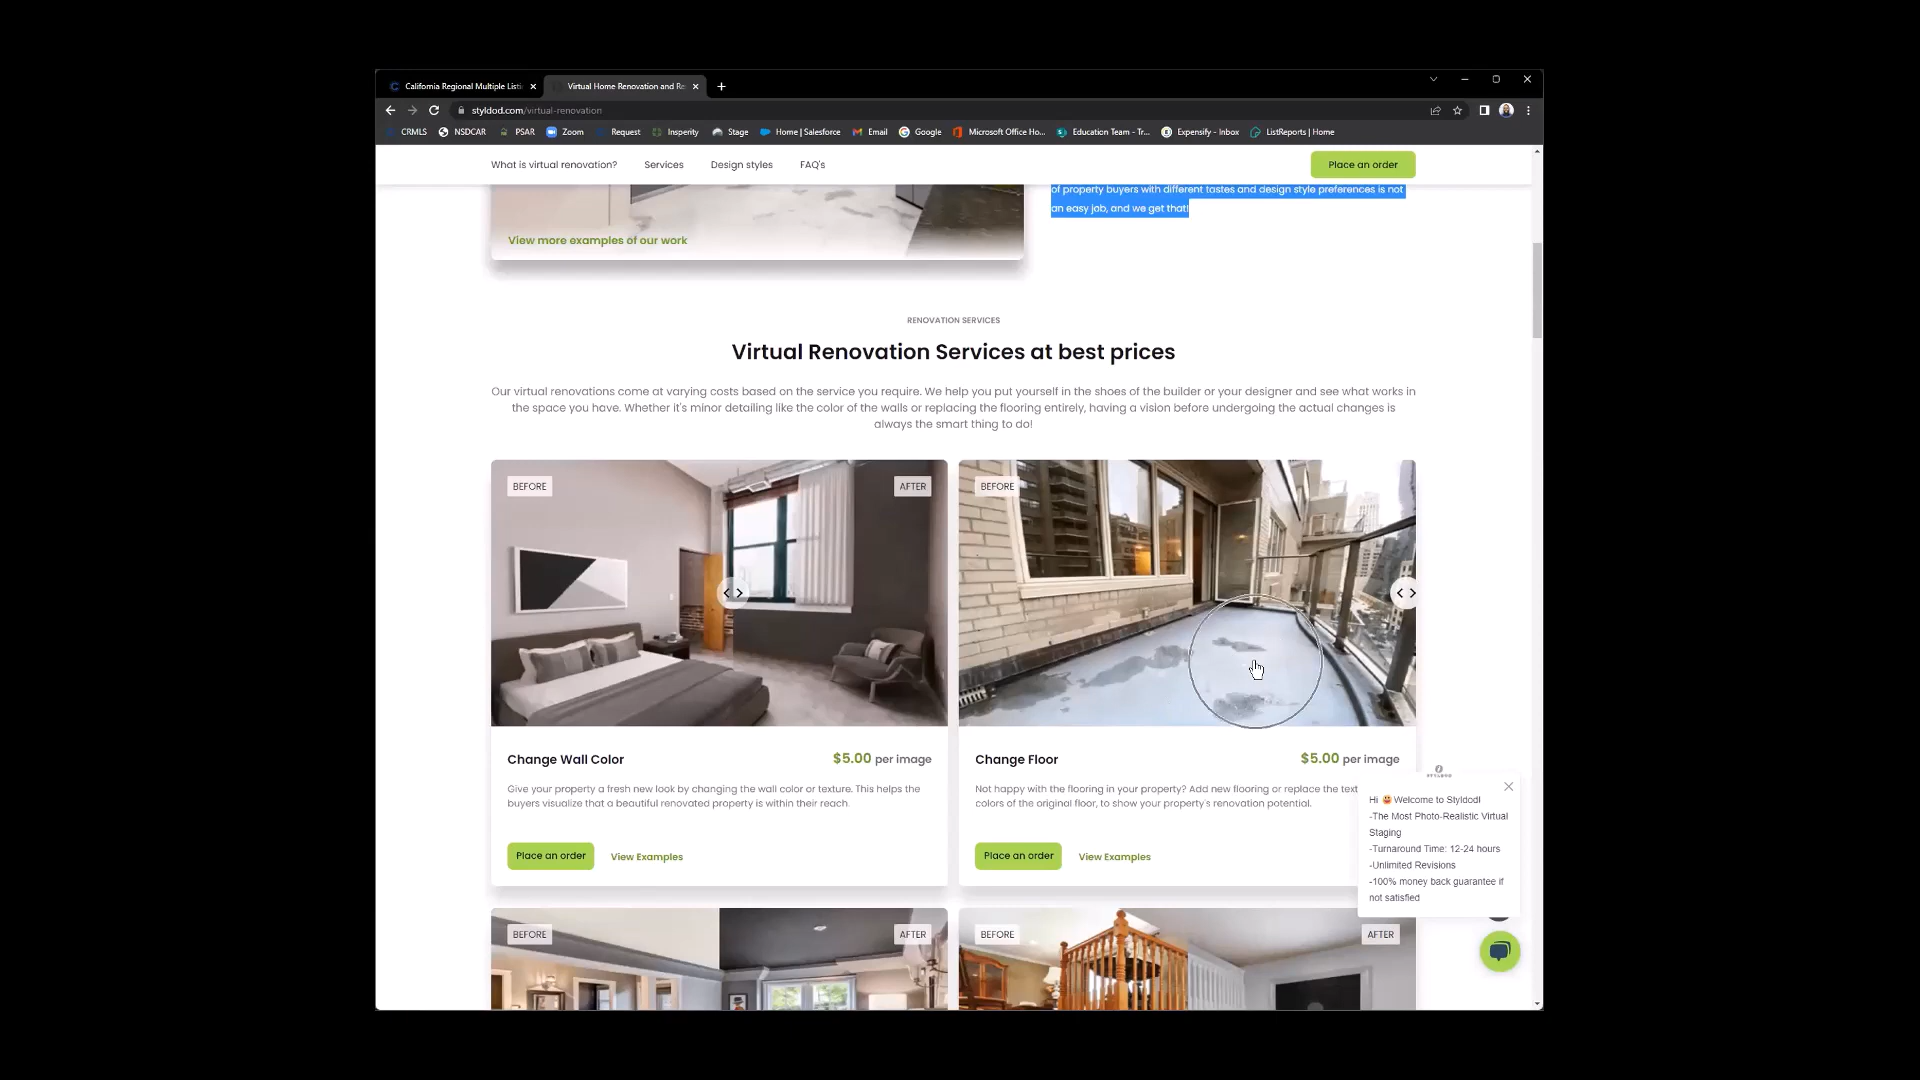 California Regional Multiple Listi
Virtual Home Renovation and Re
styldod.com/virtual-renovation
CRMLS
NSDCAR
PSAR
Zoom
Request
Insperity
Stage
Home | Salesforce
Email
Google
Microsoft Office Ho...
Education Team - Tr...
Expensify - Inbox
ListReports | Home
What is virtual renovation?
Services
Design styles
FAQ's
Place an order
of property buyers with different tastes and design style preferences is not
an easy job, and we get that!
View more examples of our work
RENOVATION SERVICES
Virtual Renovation Services at best prices
Our virtual renovations come at varying costs based on the service you require. We help you put yourself in the shoes of the builder or your designer and see what works in
the space you have. Whether it's minor detailing like the color of the walls or replacing the flooring entirely, having a vision before undergoing the actual changes is
always the smart thing to do!
BEFORE
AFTER
BEFORE
Change Wall Color
$5.00 per image
Give your property a fresh new look by changing the wall color or texture. This helps the
buyers visualize that a beautiful renovated property is within their reach.
Place an order
View Examples
Change Floor
$5.00 per image
Not happy with the flooring in your property? Add new flooring or replace the text
colors of the original floor, to show your property's renovation potential.
Place an order
View Examples
STYLDOD
Hi 😃 Welcome to Styldod!
-The Most Photo-Realistic Virtual
Staging
-Turnaround Time: 12-24 hours
-Unlimited Revisions
-100% money back guarantee if
not satisfied
BEFORE
AFTER
BEFORE
AFTER